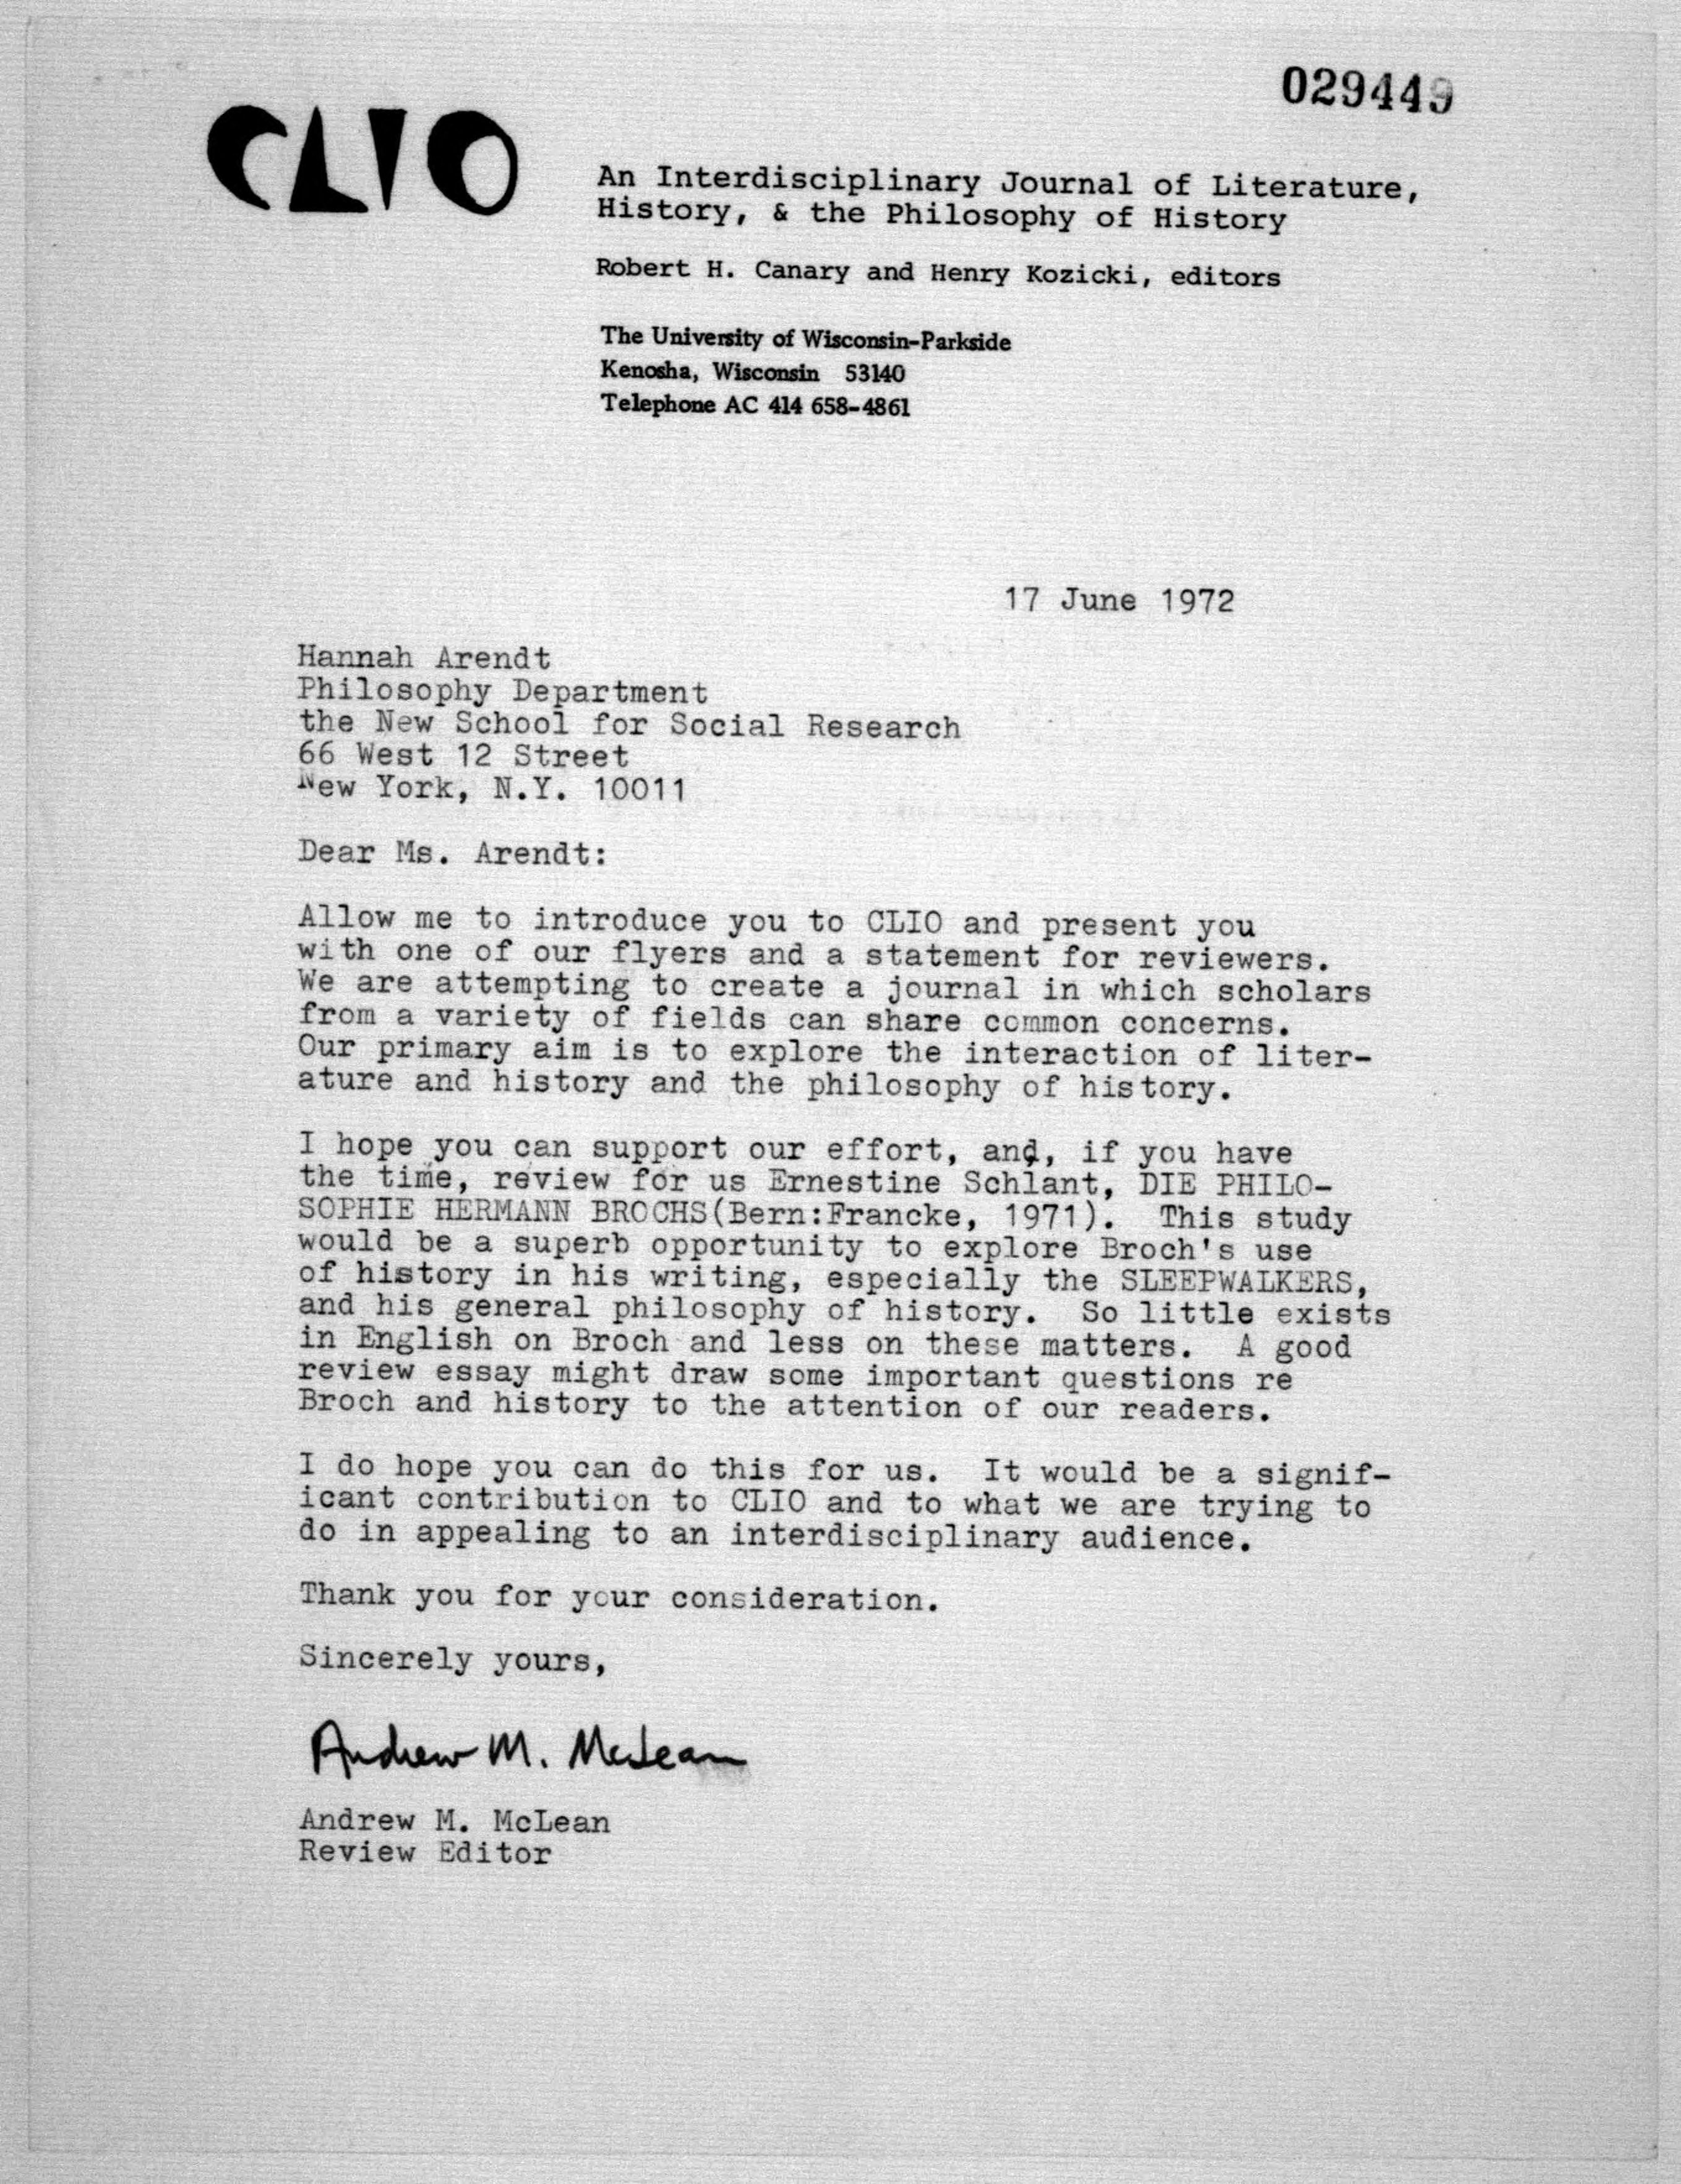 029449
CLIO
An Interdisciplinary Journal of Literature,
History, & the Philosophy of History
Robert H. Canary and Henry Kozicki, editors
The University of Wisconsin-Parkside
Kenosha, Wisconsin 53140
Telephone AC 414 658-4861
17 June 1972
Hannah Arendt
Philosophy Department
the New School for Social Research
66 West 12 Street
New York, N.Y. 10011
Dear Ms. Arendt:
Allow me to introduce you to CLIO and present you
with one of our flyers and a statement for reviewers.
We are attempting to create a journal in which scholars
from a variety of fields can share common concerns.
Our primary aim is to explore the interaction of liter-
ature and history and the philosophy of history.
I hope you can support our effort, and, if you have
the time, review for us Ernestine Schlant, DIE PHILO-
SOPHIE HERMANN BROCHS(Bern:Francke, 1971). This study
would be a superb opportunity to explore Broch's use
of history in his writing, especially the SLEEPWALKERS,
and his general philosophy of history. So little exists
in English on Broch and less on these matters. A good
review essay might draw some important questions re
Broch and history to the attention of our readers.
I do hope you can do this for us. It would be a signif-
icant contribution to CLIO and to what we are trying to
do in appealing to an interdisciplinary audience.
Thank you for your consideration.
Sincerely yours,
Andrew M. McLean
Andrew M. McLean
Review Editor